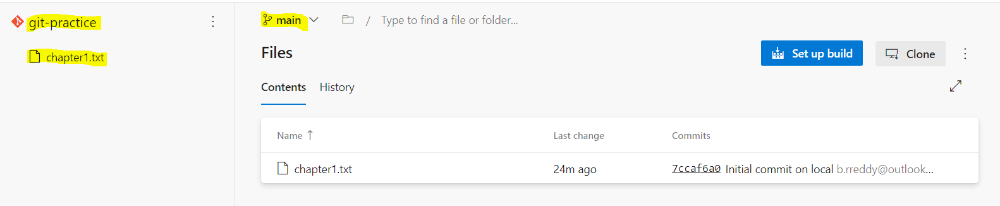 git-practice
chapter1.txt
main / Type to find a file or folder...
Files
Set up build Clone
Contents History
Name ↑ Last change Commits
chapter1.txt 24m ago 7ccaf6a0 Initial commit on local b.rreddy@outlook...